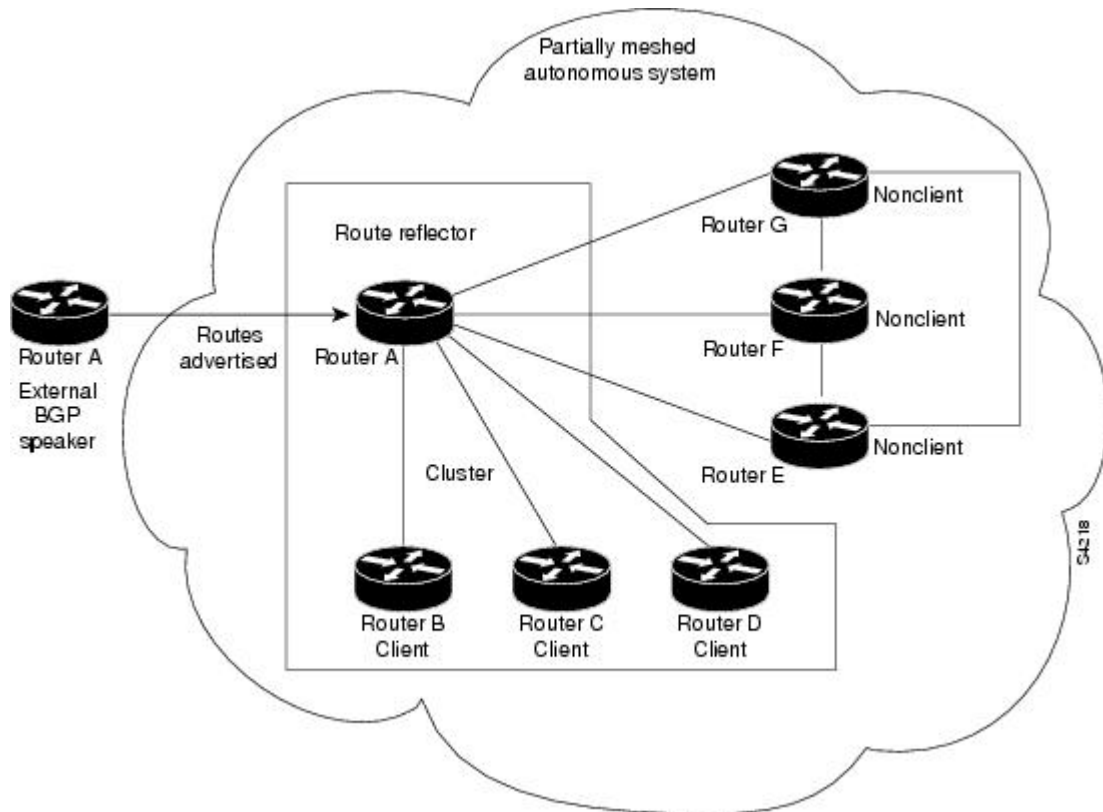 Partially meshed
autonomous system
Nonclient
Router G
Route reflector
Nonclient
Router F
Router A
Routes
advertised
Router A
External
BGP
speaker
Nonclient
Router E
Cluster
S4218
Router B
Client
Router C
Client
Router D
Client